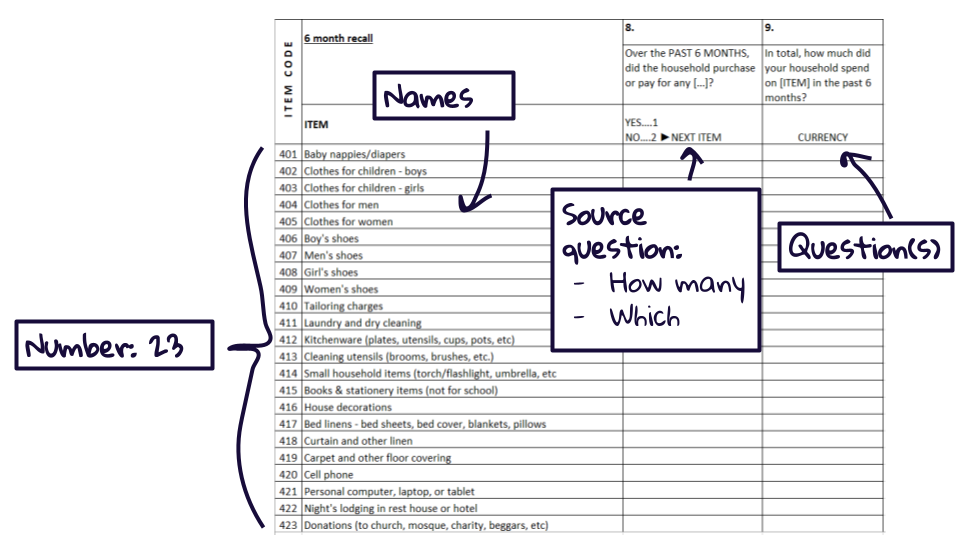 ITEM CODE
6 month recall
8.
9.
Over the PAST 6 MONTHS,
did the household purchase
or pay for any [...]?
In total, how much did
your household spend
on [ITEM] in the past 6
months?
Names
ITEM
YES....1
NO....2 ►NEXT ITEM
CURRENCY
401 Baby nappies/diapers
402 Clothes for children - boys
403 Clothes for children - girls
404 Clothes for men
405 Clothes for women
406 Boy's shoes
407 Men's shoes
408 Girl's shoes
409 Women's shoes
410 Tailoring charges
411 Laundry and dry cleaning
412 Kitchenware (plates, utensils, cups, pots, etc)
413 Cleaning utensils (brooms, brushes, etc.)
414 Small household items (torch/flashlight, umbrella, etc
415 Books & stationery items (not for school)
416 House decorations
417 Bed linens - bed sheets, bed cover, blankets, pillows
418 Curtain and other linen
419 Carpet and other floor covering
420 Cell phone
421 Personal computer, laptop, or tablet
422 Night's lodging in rest house or hotel
423 Donations (to church, mosque, charity, beggars, etc)
Source
question:
- How many
- Which
Question(s)
Number: 23